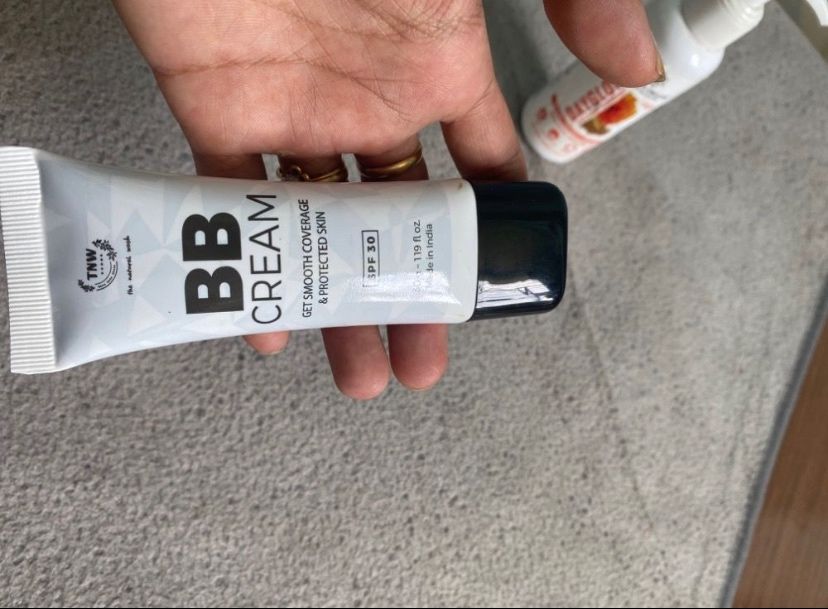 TNW
the natural wash
BB
CREAM
GET SMOOTH COVERAGE
& PROTECTED SKIN
SPF 30
- 1.19 fl.oz.
in India